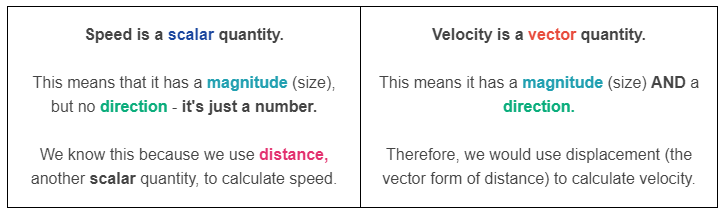 Speed is a scalar quantity.
This means that it has a magnitude (size),
but no direction - it's just a number.
We know this because we use distance,
another scalar quantity, to calculate speed.
Velocity is a vector quantity.
This means it has a magnitude (size) AND a
direction.
Therefore, we would use displacement (the
vector form of distance) to calculate velocity.